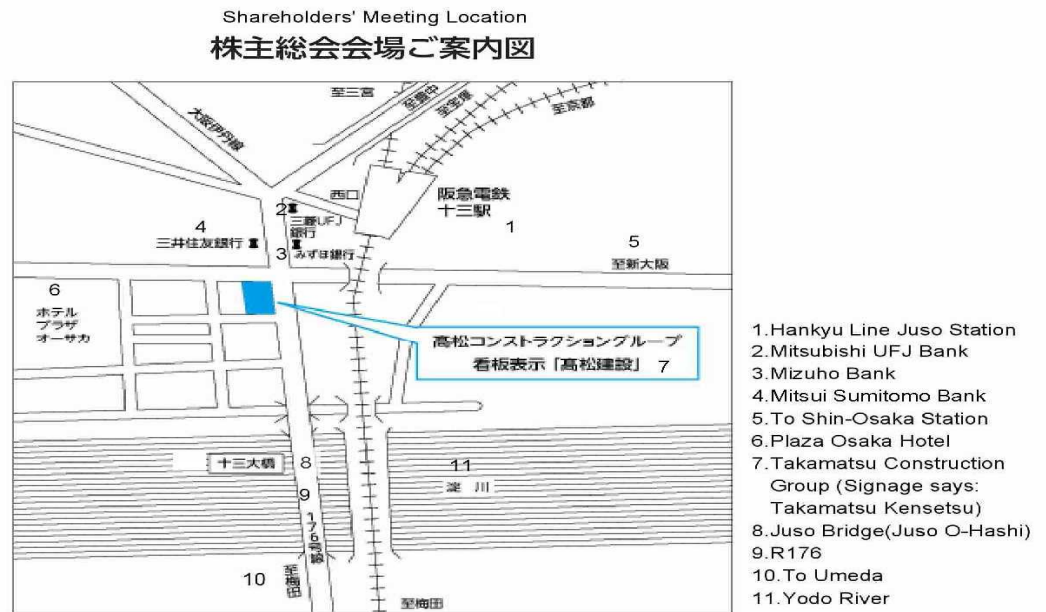 Shareholders' Meeting Location
株主総会会場ご案内図
至三宮
至豊中
至宝塚
至京都
大阪伊丹線
西口
阪急電鉄
十三駅
1
2
三菱UFJ
銀行
4
三井住友銀行
3
みずほ銀行
5
至新大阪
6
ホテル
プラザ
オーサカ
高松コンストラクショングループ
看板表示「髙松建設」 7
十三大橋
8
11
淀川
9
176号線
10
至梅田
至梅田
1.Hankyu Line Juso Station
2.Mitsubishi UFJ Bank
3.Mizuho Bank
4.Mitsui Sumitomo Bank
5.To Shin-Osaka Station
6.Plaza Osaka Hotel
7.Takamatsu Construction
Group (Signage says:
Takamatsu Kensetsu)
8.Juso Bridge(Juso O-Hashi)
9.R176
10.To Umeda
11.Yodo River